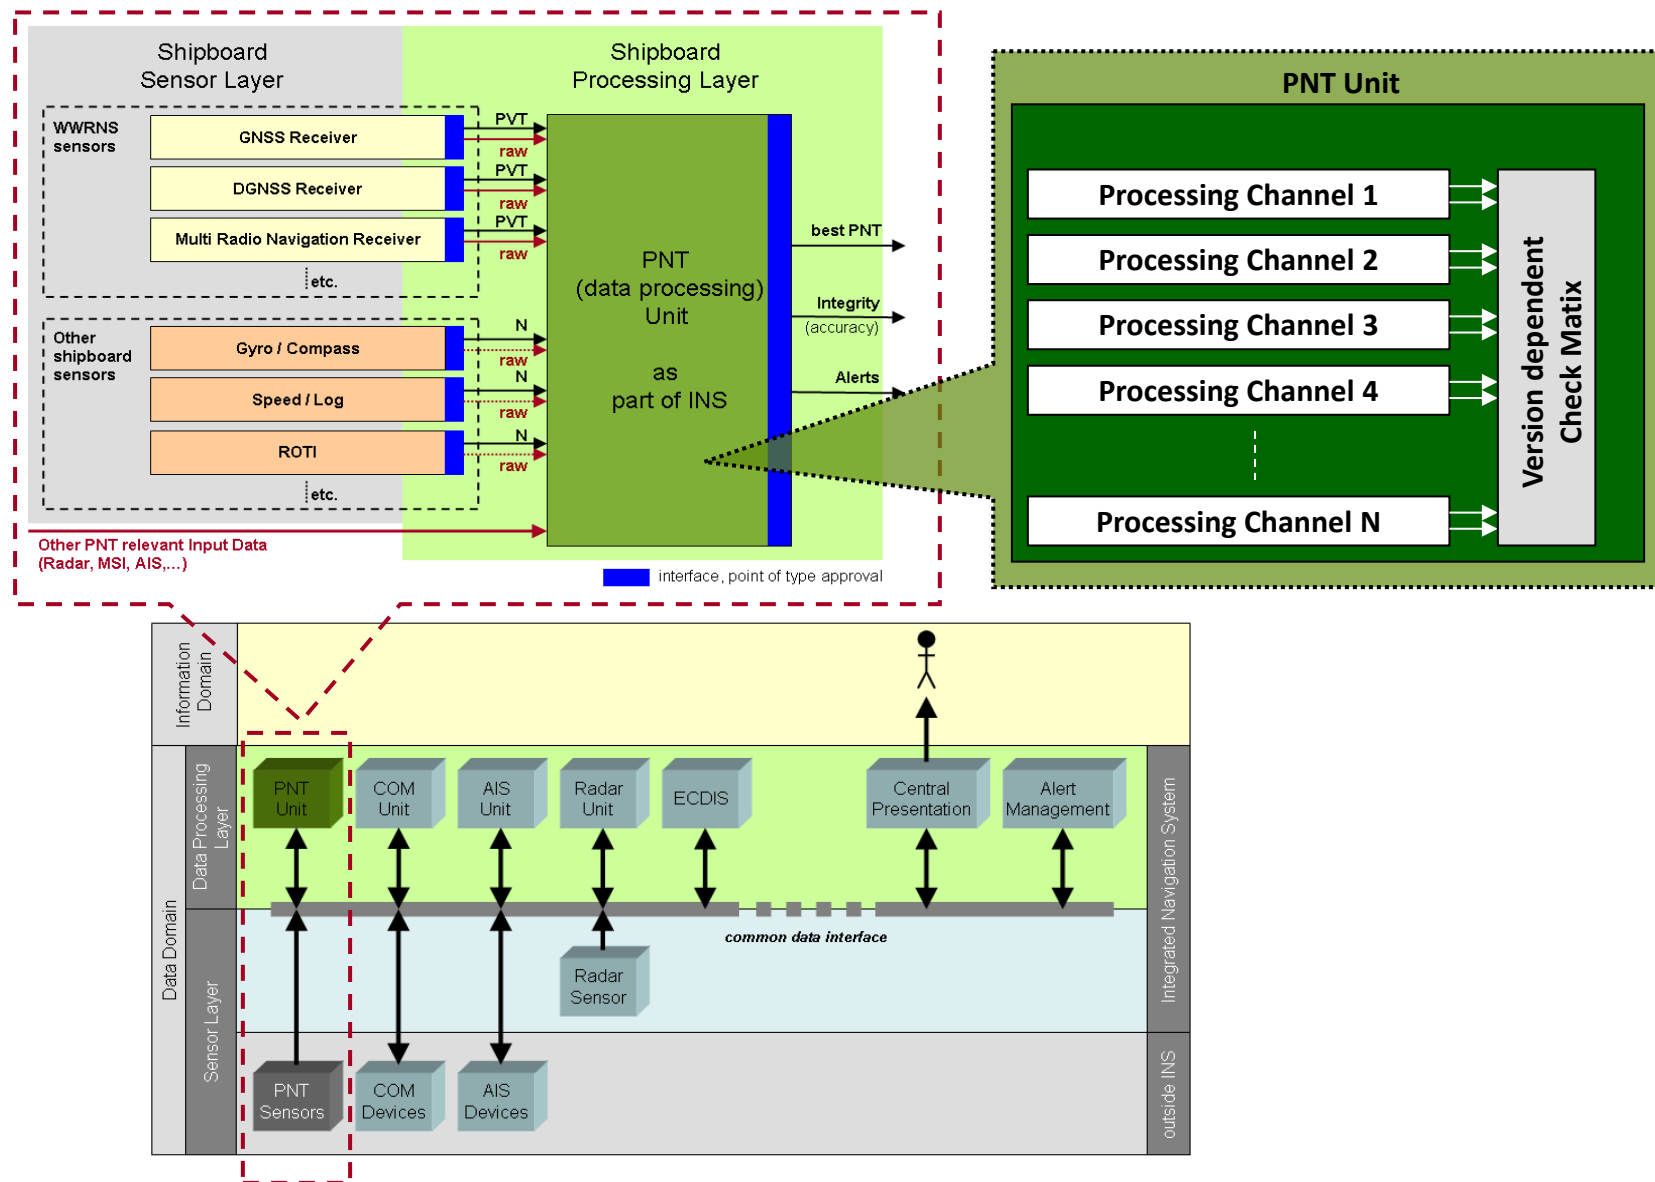 Shipboard
Sensor Layer
Shipboard
Processing Layer
WWRNS
sensors
GNSS Receiver
PVT
raw
DGNSS Receiver
PVT
raw
Multi Radio Navigation Receiver
PVT
raw
etc.
Other
shipboard
sensors
Gyro / Compass
N
raw
Speed / Log
N
raw
ROTI
N
raw
etc.
Other PNT relevant Input Data
(Radar, MSI, AIS,...)
PNT
(data processing)
Unit
as
part of INS
best PNT
Integrity
(accuracy)
Alerts
interface, point of type approval
PNT Unit
Processing Channel 1
Processing Channel 2
Processing Channel 3
Processing Channel 4
Processing Channel N
Version dependent
Check Matix
Information
Domain
Data Domain
Data Processing
Layer
Sensor Layer
PNT
Unit
COM
Unit
AIS
Unit
Radar
Unit
ECDIS
Central
Presentation
Alert
Management
common data interface
Radar
Sensor
PNT
Sensors
COM
Devices
AIS
Devices
Integrated Navigation System
outside INS